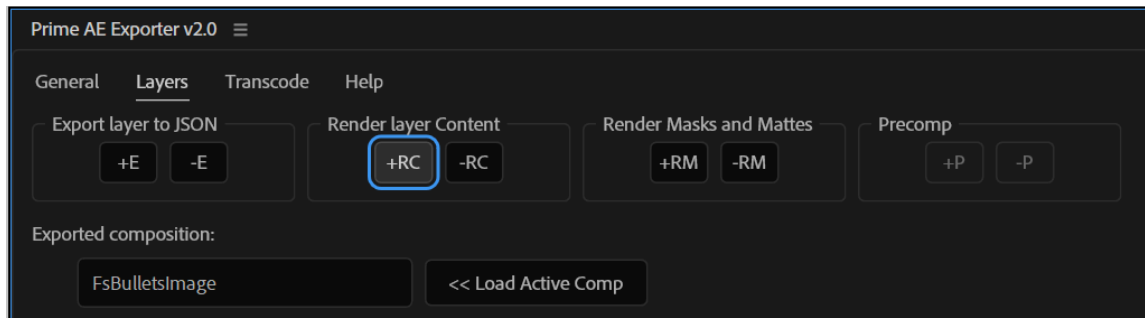 Prime AE Exporter v2.0
General Layers Transcode Help
Export layer to JSON Render layer Content Render Masks and Mattes Precomp
+E -E +RC -RC +RM -RM +P -P
Exported composition:
FsBulletsImage << Load Active Comp